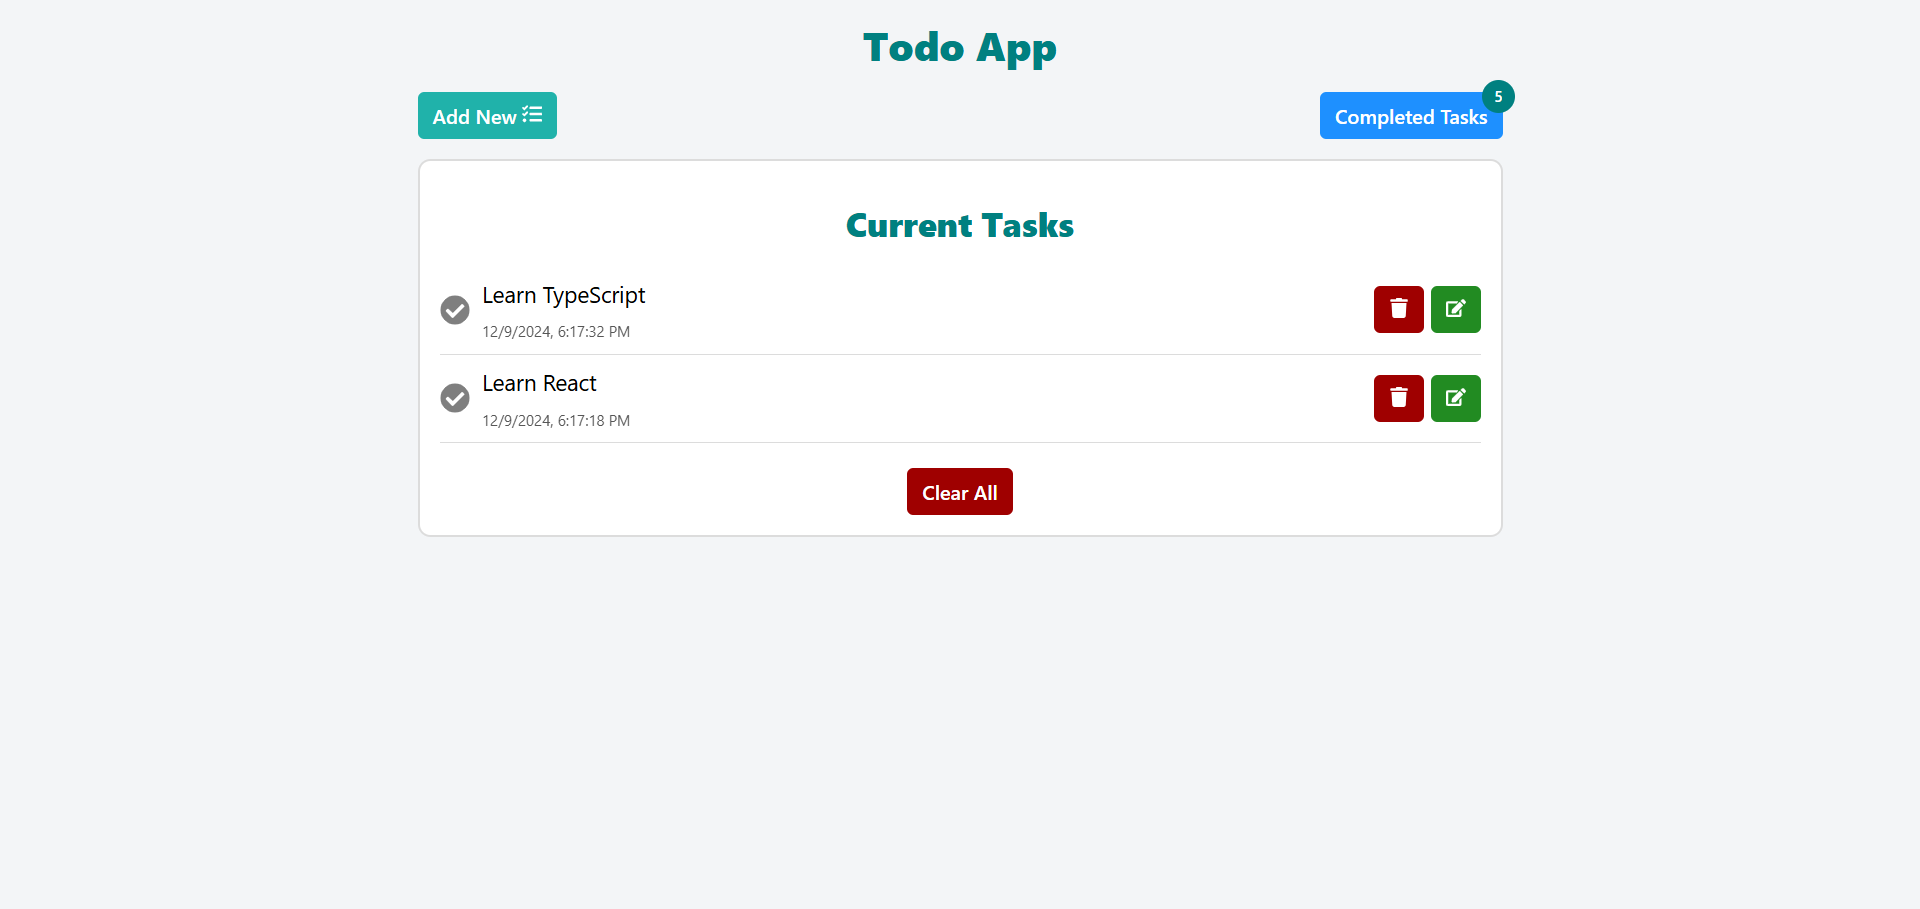 Todo App
Add New
Completed Tasks
5
Current Tasks
Learn TypeScript
12/9/2024, 6:17:32 PM
Learn React
12/9/2024, 6:17:18 PM
Clear All